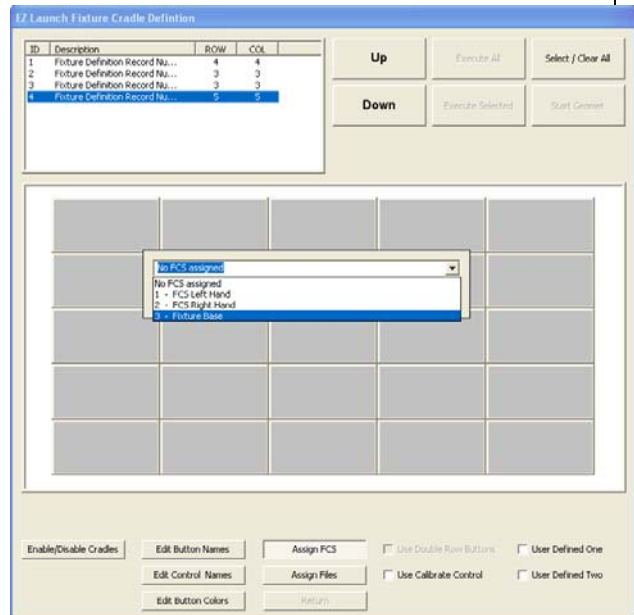 EZ Launch Fixture Cradle Defintion
ID Description ROW COL
1 Fixture Definition Record Nu... 4 4
2 Fixture Definition Record Nu... 3 3
3 Fixture Definition Record Nu... 3 3
4 Fixture Definition Record Nu... 5 5
Up Execute All Select / Clear All
Down Execute Selected Start Geomet
No FCS assigned
No FCS assigned
1 - FCS Left Hand
2 - FCS Right Hand
3 - Fixture Base
Enable/Disable Cradles Edit Button Names Assign FCS Use Double Row Buttons User Defined One
Edit Control Names Assign Files Use Calibrate Control User Defined Two
Edit Button Colors Return